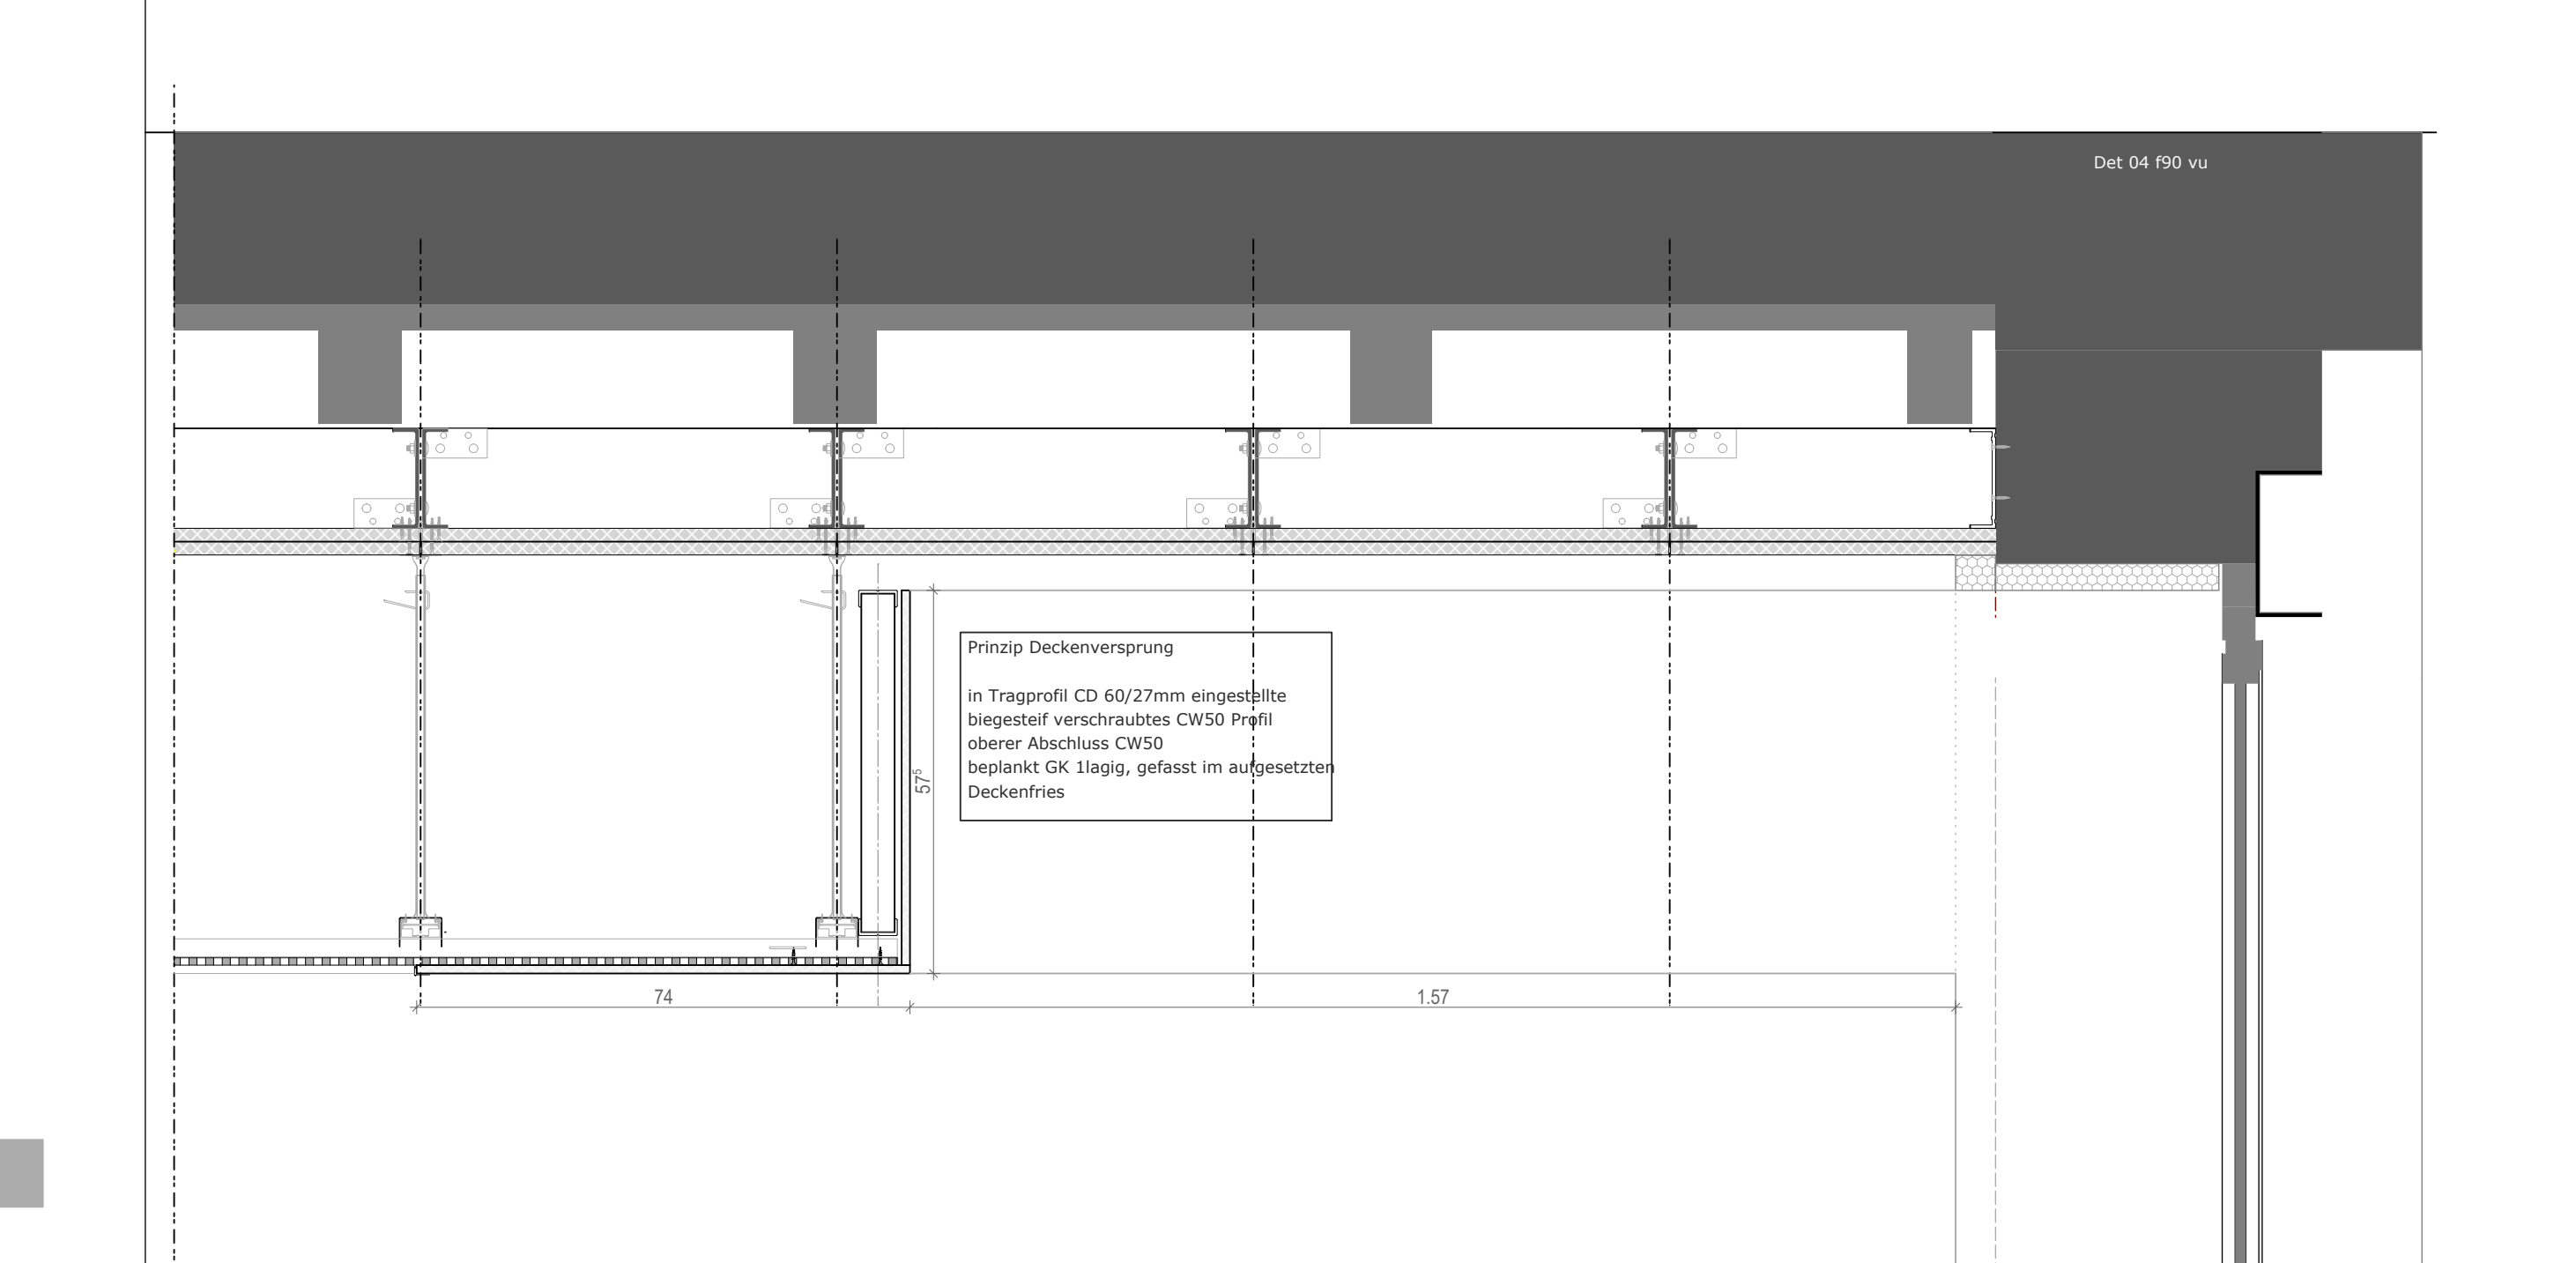 Det 04 f90 vu
Prinzip Deckenversprung
in Tragprofil CD 60/27mm eingestellte
biegesteif verschraubtes CW50 Profil
oberer Abschluss CW50
beplankt GK 1lagig, gefasst im aufgesetzten
Deckenfries
57⁵
74
1.57